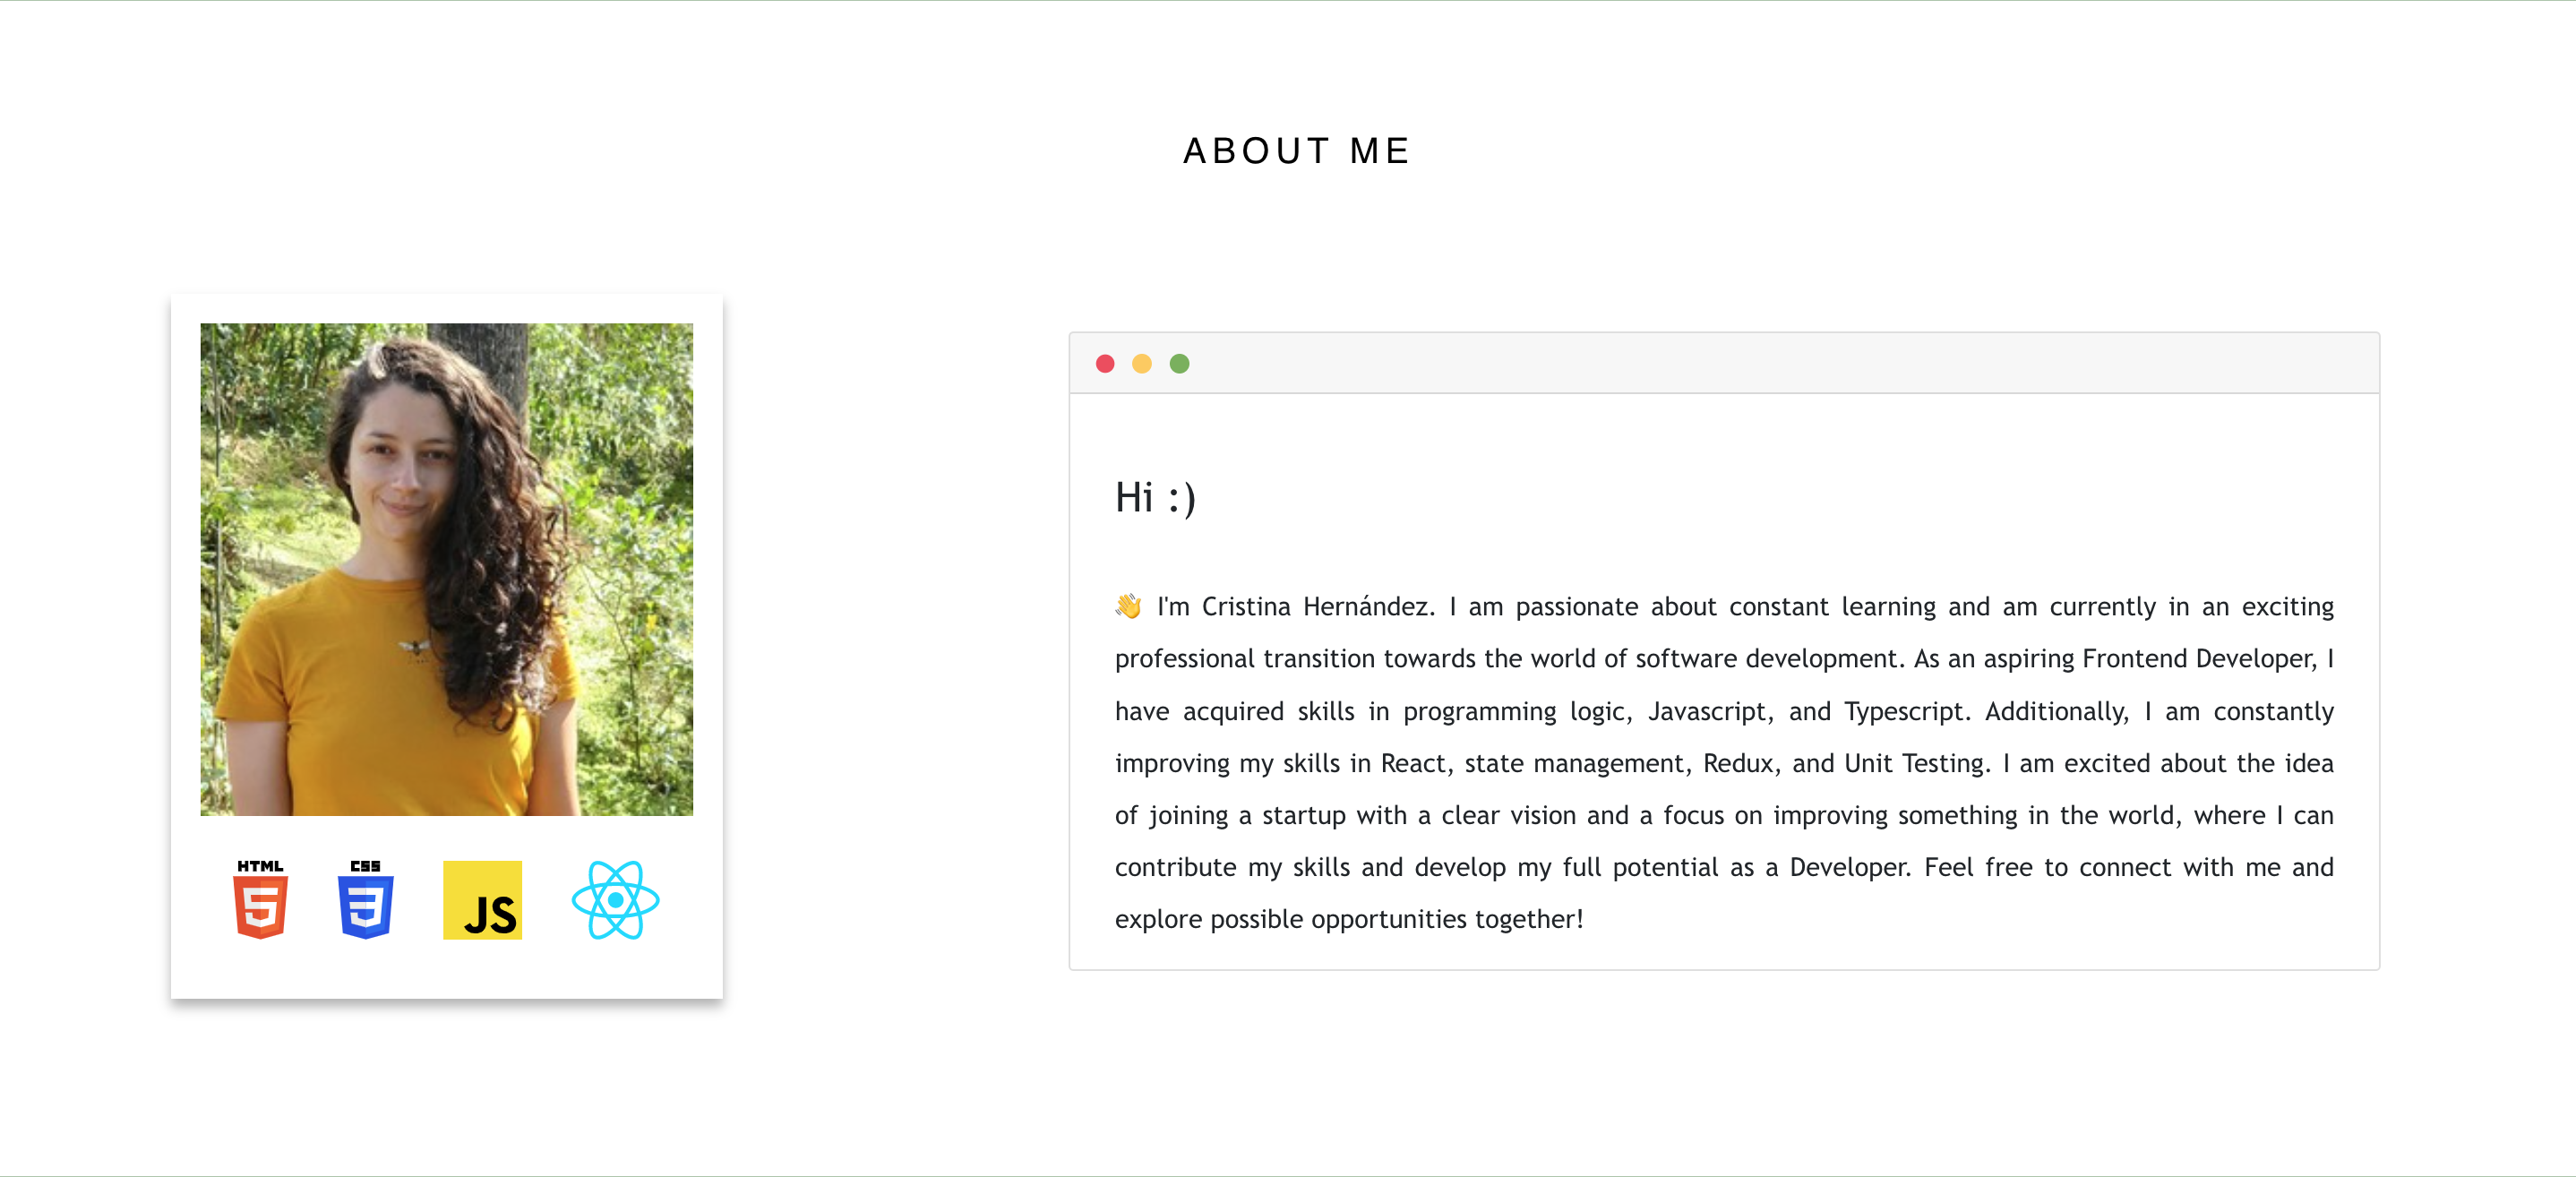 ABOUT ME
HTML
5
CSS
3
JS
Hi :)
👋 I'm Cristina Hernández. I am passionate about constant learning and am currently in an exciting
professional transition towards the world of software development. As an aspiring Frontend Developer, I
have acquired skills in programming logic, Javascript, and Typescript. Additionally, I am constantly
improving my skills in React, state management, Redux, and Unit Testing. I am excited about the idea
of joining a startup with a clear vision and a focus on improving something in the world, where I can
contribute my skills and develop my full potential as a Developer. Feel free to connect with me and
explore possible opportunities together!